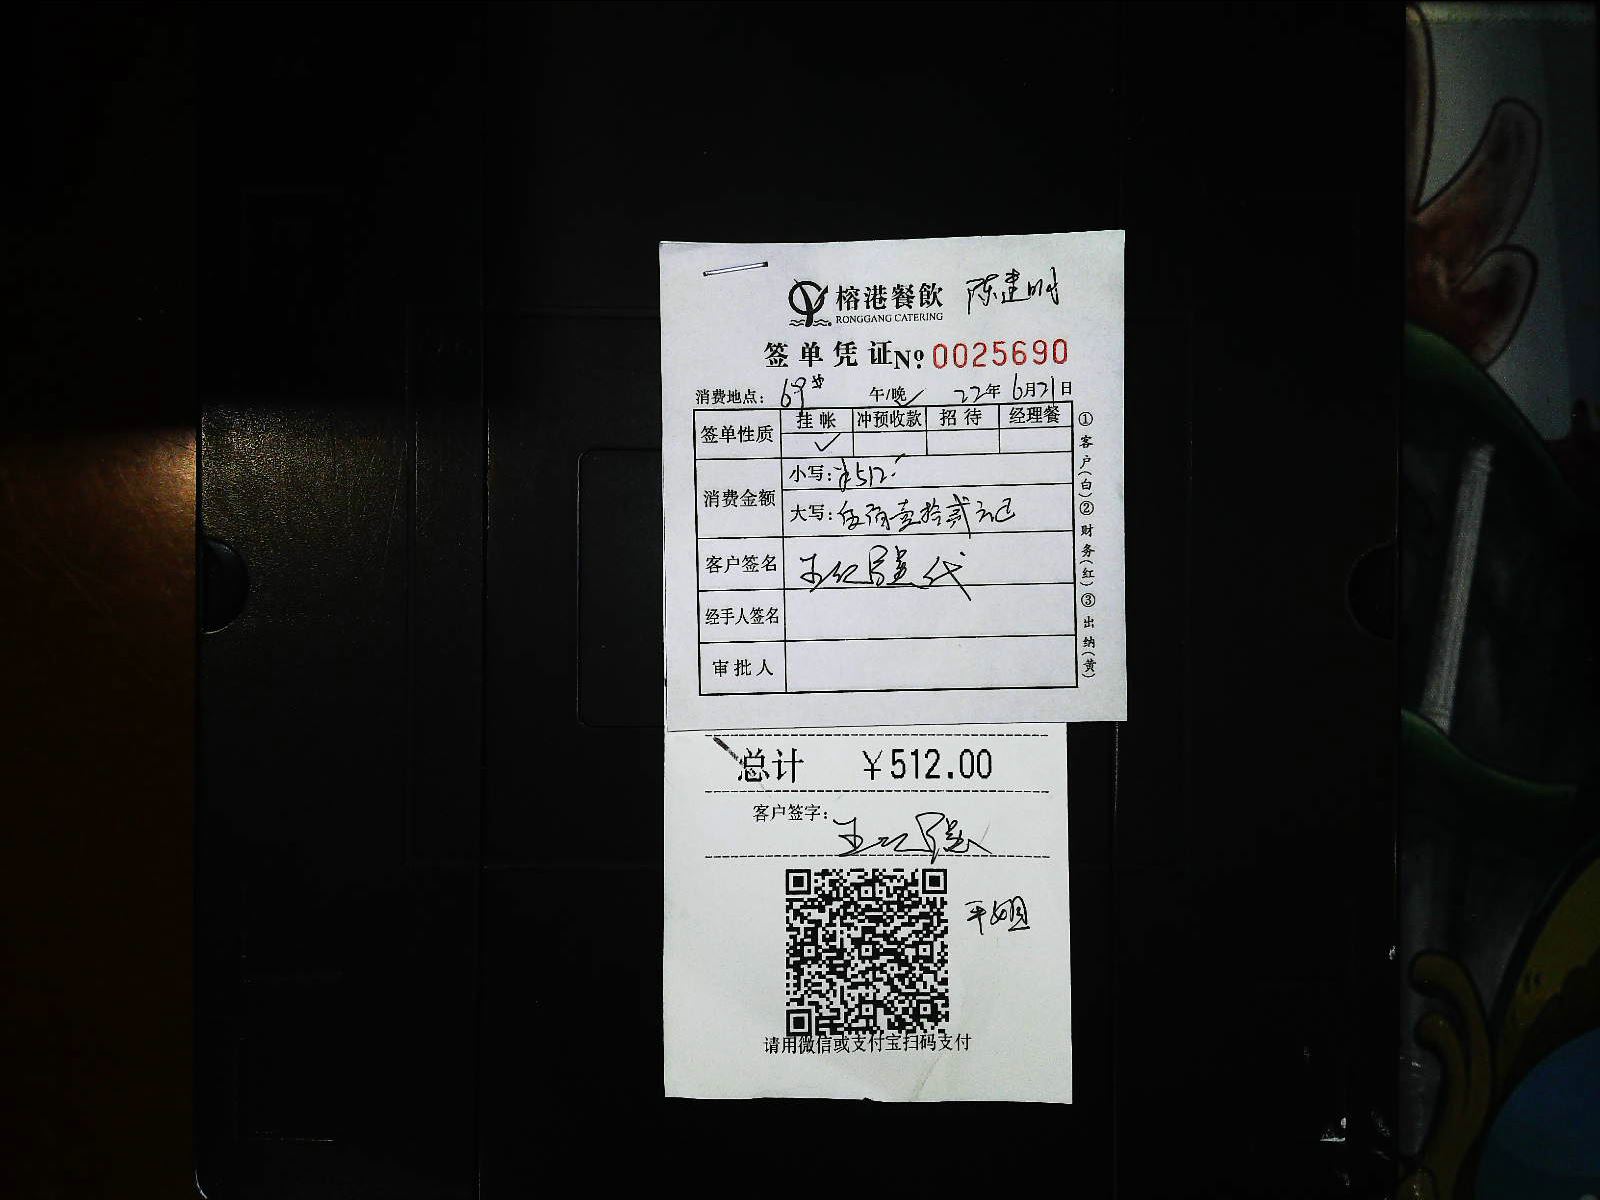 榕港餐飲 陈建明
RONGGANG CATERING
签单凭证 №: 0025690
消费地点: 69# 午/晚✓ 22年6月21日
签单性质 挂帐 冲预收款 招待 经理餐
✓
消费金额 小写:¥512.-
大写:伍佰壹拾贰元正
客户签名 代
经手人签名
审批人
①客户(白)②财务(红)③出纳(黄)
总计 ¥512.00
客户签字:
平姐
请用微信或支付宝扫码支付